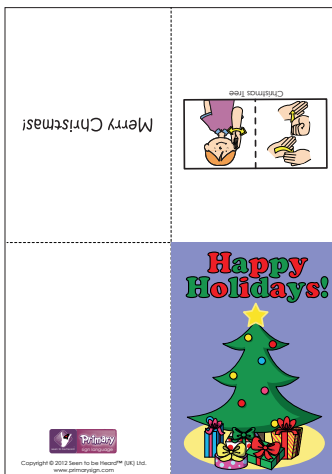 Merry Christmas!
Christmas Tree
Happy
Holidays!
Primary
sign language
Copyright © 2012 Seen to be Heard™ (UK) Ltd.
www.primarysign.com